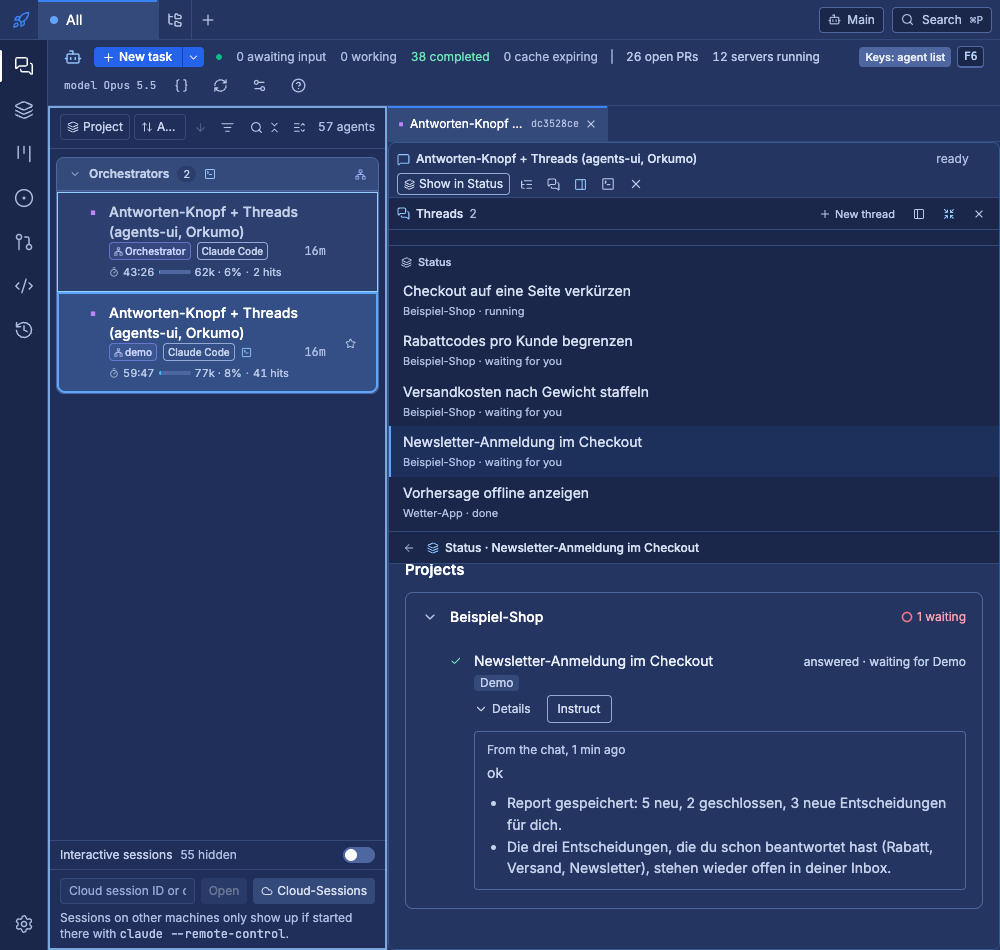 All
Main
Search ⌘P
New task
0 awaiting input
0 working
38 completed
0 cache expiring
26 open PRs
12 servers running
Keys: agent list
F6
model Opus 5.5
Project
A...
57 agents
Orchestrators 2
Antworten-Knopf + Threads
(agents-ui, Orkumo)
Orchestrator
Claude Code
16m
43:26
62k · 6% · 2 hits
Antworten-Knopf + Threads
(agents-ui, Orkumo)
demo
Claude Code
16m
59:47
77k · 8% · 41 hits
Interactive sessions 55 hidden
Cloud session ID or c
Open
Cloud-Sessions
Sessions on other machines only show up if started
there with claude --remote-control.
Antworten-Knopf ... dc3528ce
Antworten-Knopf + Threads (agents-ui, Orkumo)
ready
Show in Status
Threads 2
New thread
Status
Checkout auf eine Seite verkürzen
Beispiel-Shop · running
Rabattcodes pro Kunde begrenzen
Beispiel-Shop · waiting for you
Versandkosten nach Gewicht staffeln
Beispiel-Shop · waiting for you
Newsletter-Anmeldung im Checkout
Beispiel-Shop · waiting for you
Vorhersage offline anzeigen
Wetter-App · done
Status · Newsletter-Anmeldung im Checkout
Projects
Beispiel-Shop
1 waiting
Newsletter-Anmeldung im Checkout
answered · waiting for Demo
Demo
Details
Instruct
From the chat, 1 min ago
ok
• Report gespeichert: 5 neu, 2 geschlossen, 3 neue Entscheidungen
für dich.
• Die drei Entscheidungen, die du schon beantwortet hast (Rabatt,
Versand, Newsletter), stehen wieder offen in deiner Inbox.